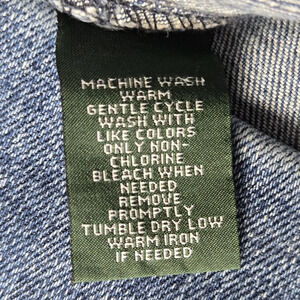 MACHINE WASH
WARM
GENTLE CYCLE
WASH WITH
LIKE COLORS
ONLY NON-
CHLORINE
BLEACH WHEN
NEEDED
REMOVE
PROMPTLY
TUMBLE DRY LOW
WARM IRON
IF NEEDED